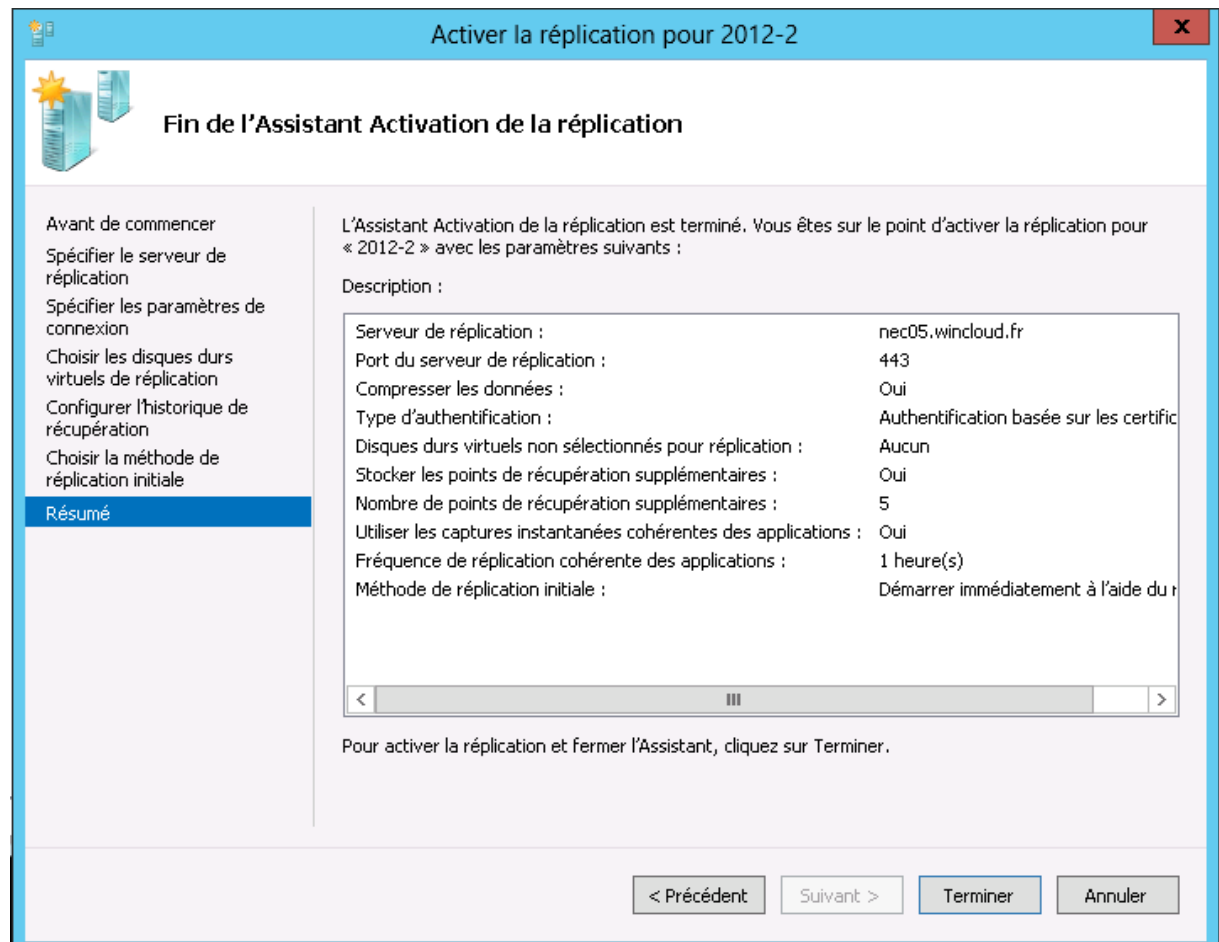 Activer la réplication pour 2012-2
x
Fin de l'Assistant Activation de la réplication
Avant de commencer
Spécifier le serveur de
réplication
Spécifier les paramètres de
connexion
Choisir les disques durs
virtuels de réplication
Configurer l'historique de
récupération
Choisir la méthode de
réplication initiale
Résumé
L'Assistant Activation de la réplication est terminé. Vous êtes sur le point d'activer la réplication pour
« 2012-2 » avec les paramètres suivants :
Description :
Serveur de réplication : nec05.wincloud.fr
Port du serveur de réplication : 443
Compresser les données : Oui
Type d'authentification : Authentification basée sur les certific
Disques durs virtuels non sélectionnés pour réplication : Aucun
Stocker les points de récupération supplémentaires : Oui
Nombre de points de récupération supplémentaires : 5
Utiliser les captures instantanées cohérentes des applications : Oui
Fréquence de réplication cohérente des applications : 1 heure(s)
Méthode de réplication initiale : Démarrer immédiatement à l'aide du r
Pour activer la réplication et fermer l'Assistant, cliquez sur Terminer.
< Précédent
Suivant >
Terminer
Annuler